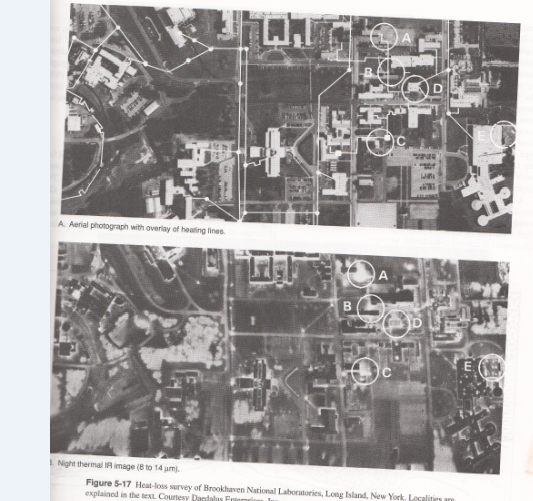 A
B
D
C
E
A. Aerial photograph with overlay of heating lines.
A
B
D
C
E
. Night thermal IR image (8 to 14 μm).
Figure 5-17 Heat-loss survey of Brookhaven National Laboratories, Long Island, New York. Localities are
explained in the text. Courtesy Daedalus Enterprises,